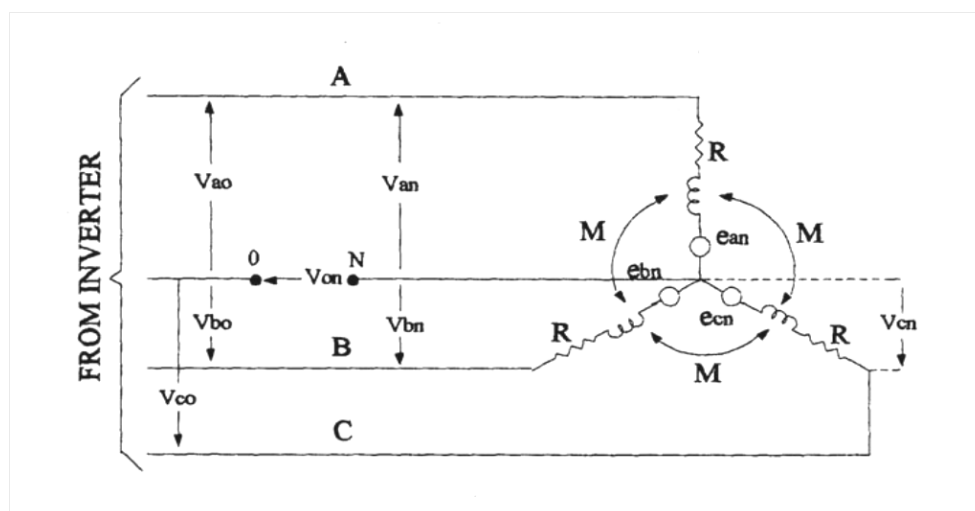 A
FROM INVERTER
Vao
Van
R
M
M
ean
0
N
Von
ebn
ecn
Vbo
Vbn
Vcn
R
R
B
M
Vco
C